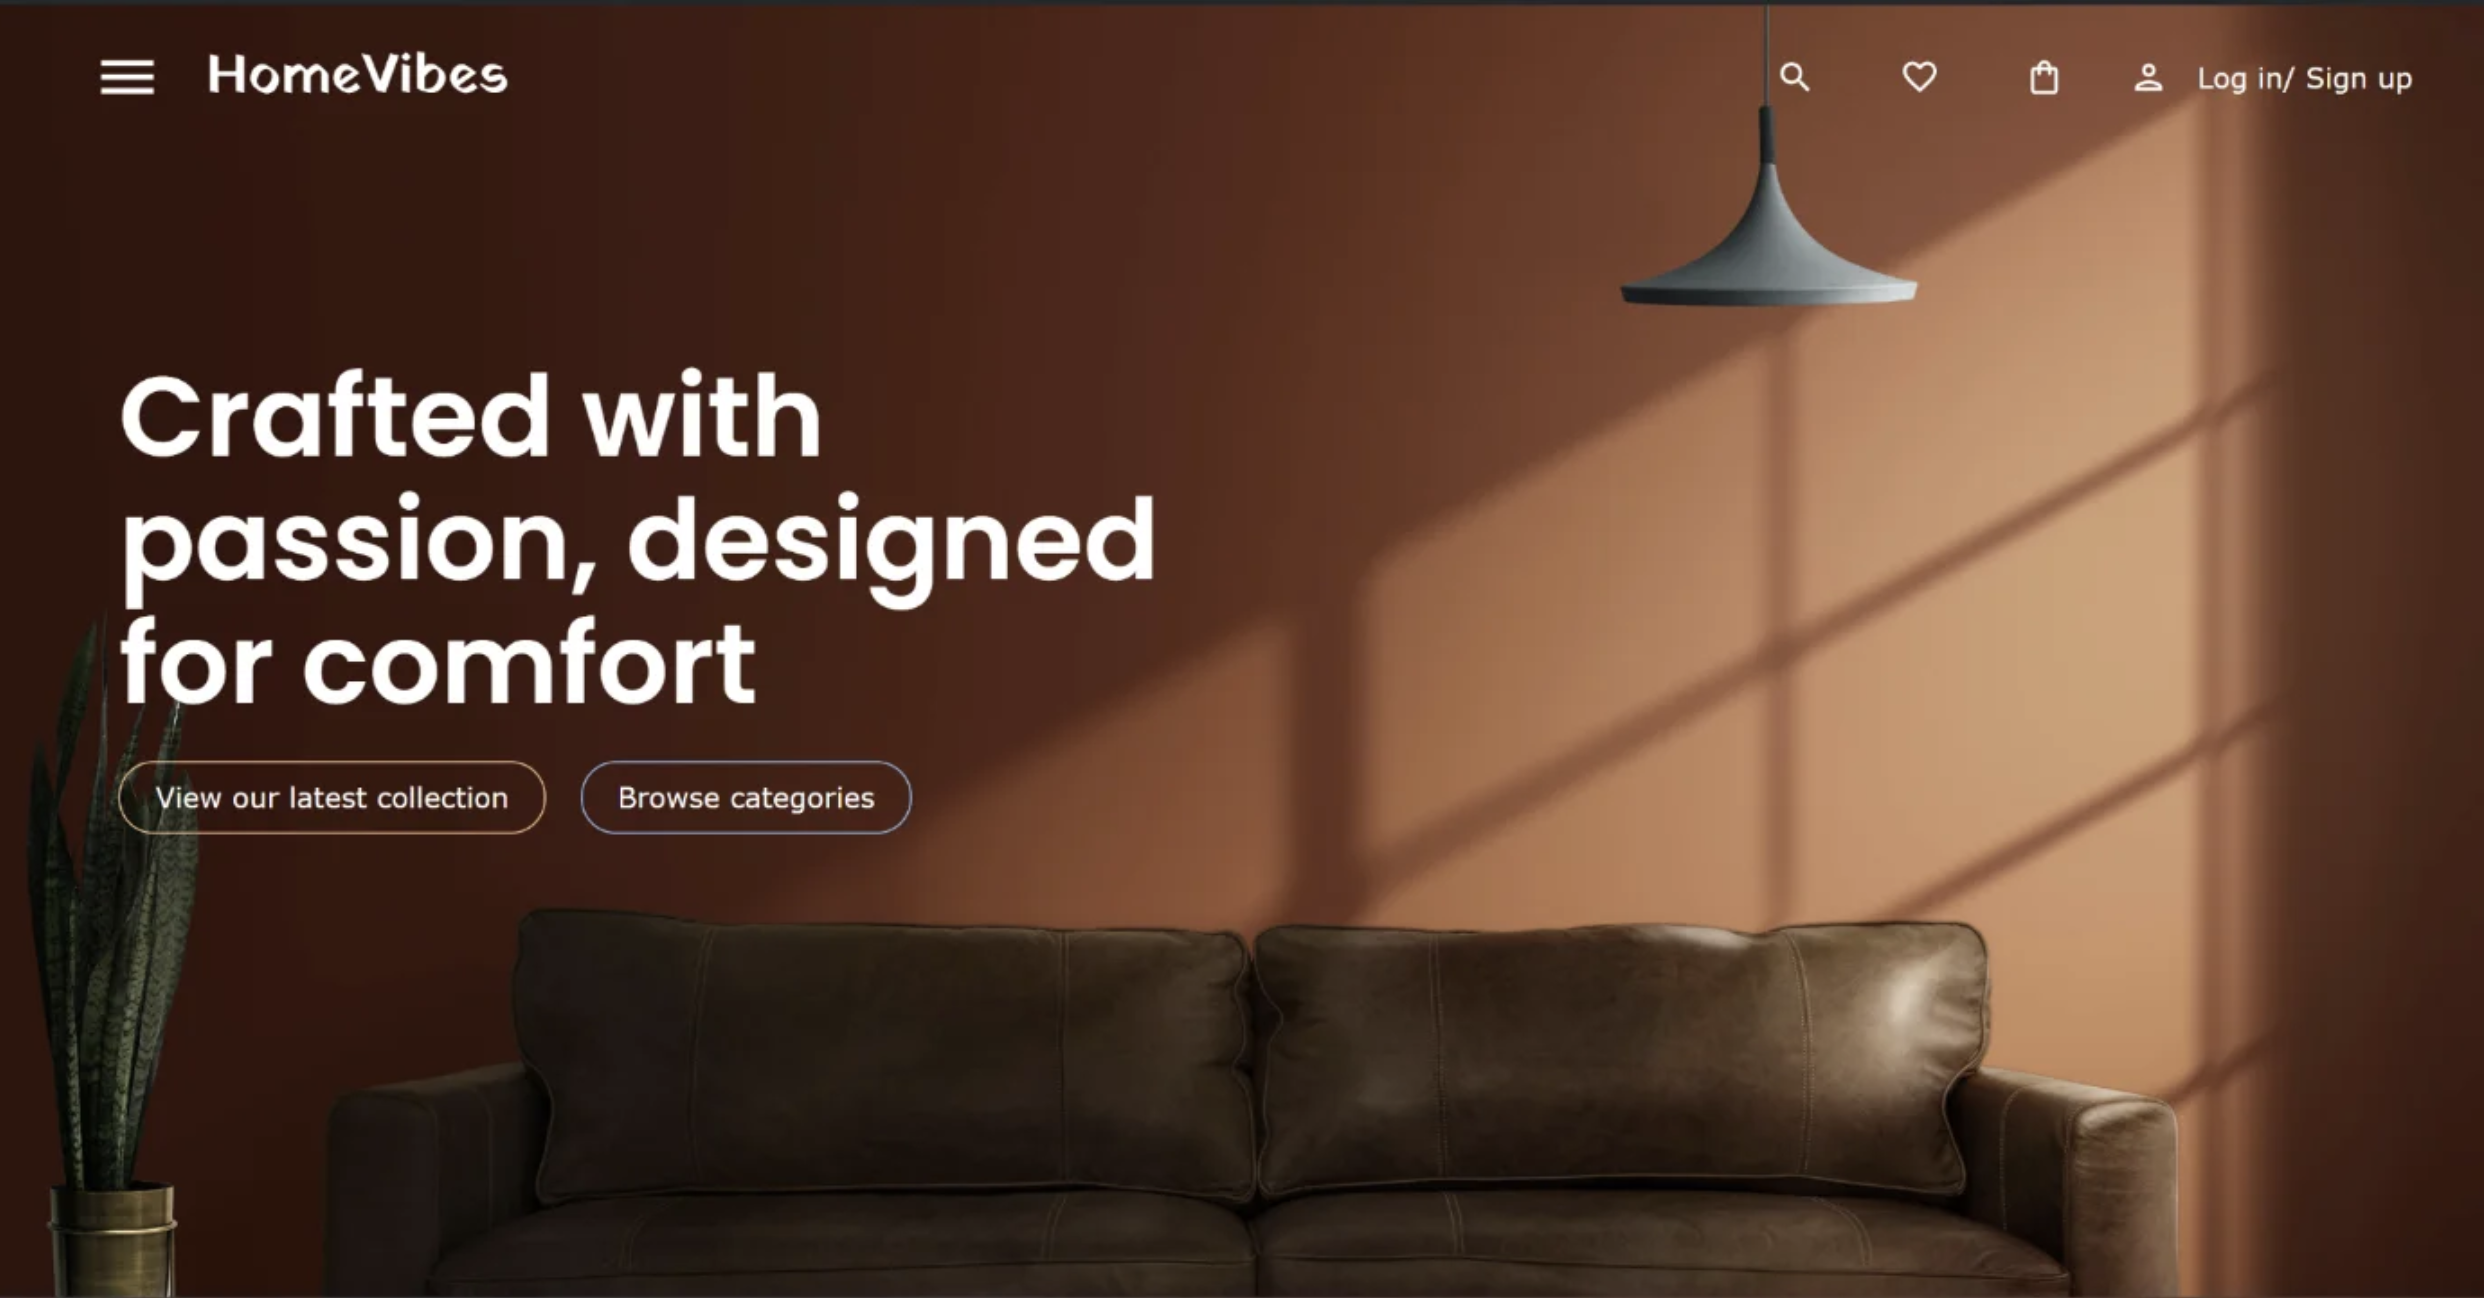 HomeVibes
Log in/ Sign up
Crafted with
passion, designed
for comfort
View our latest collection
Browse categories